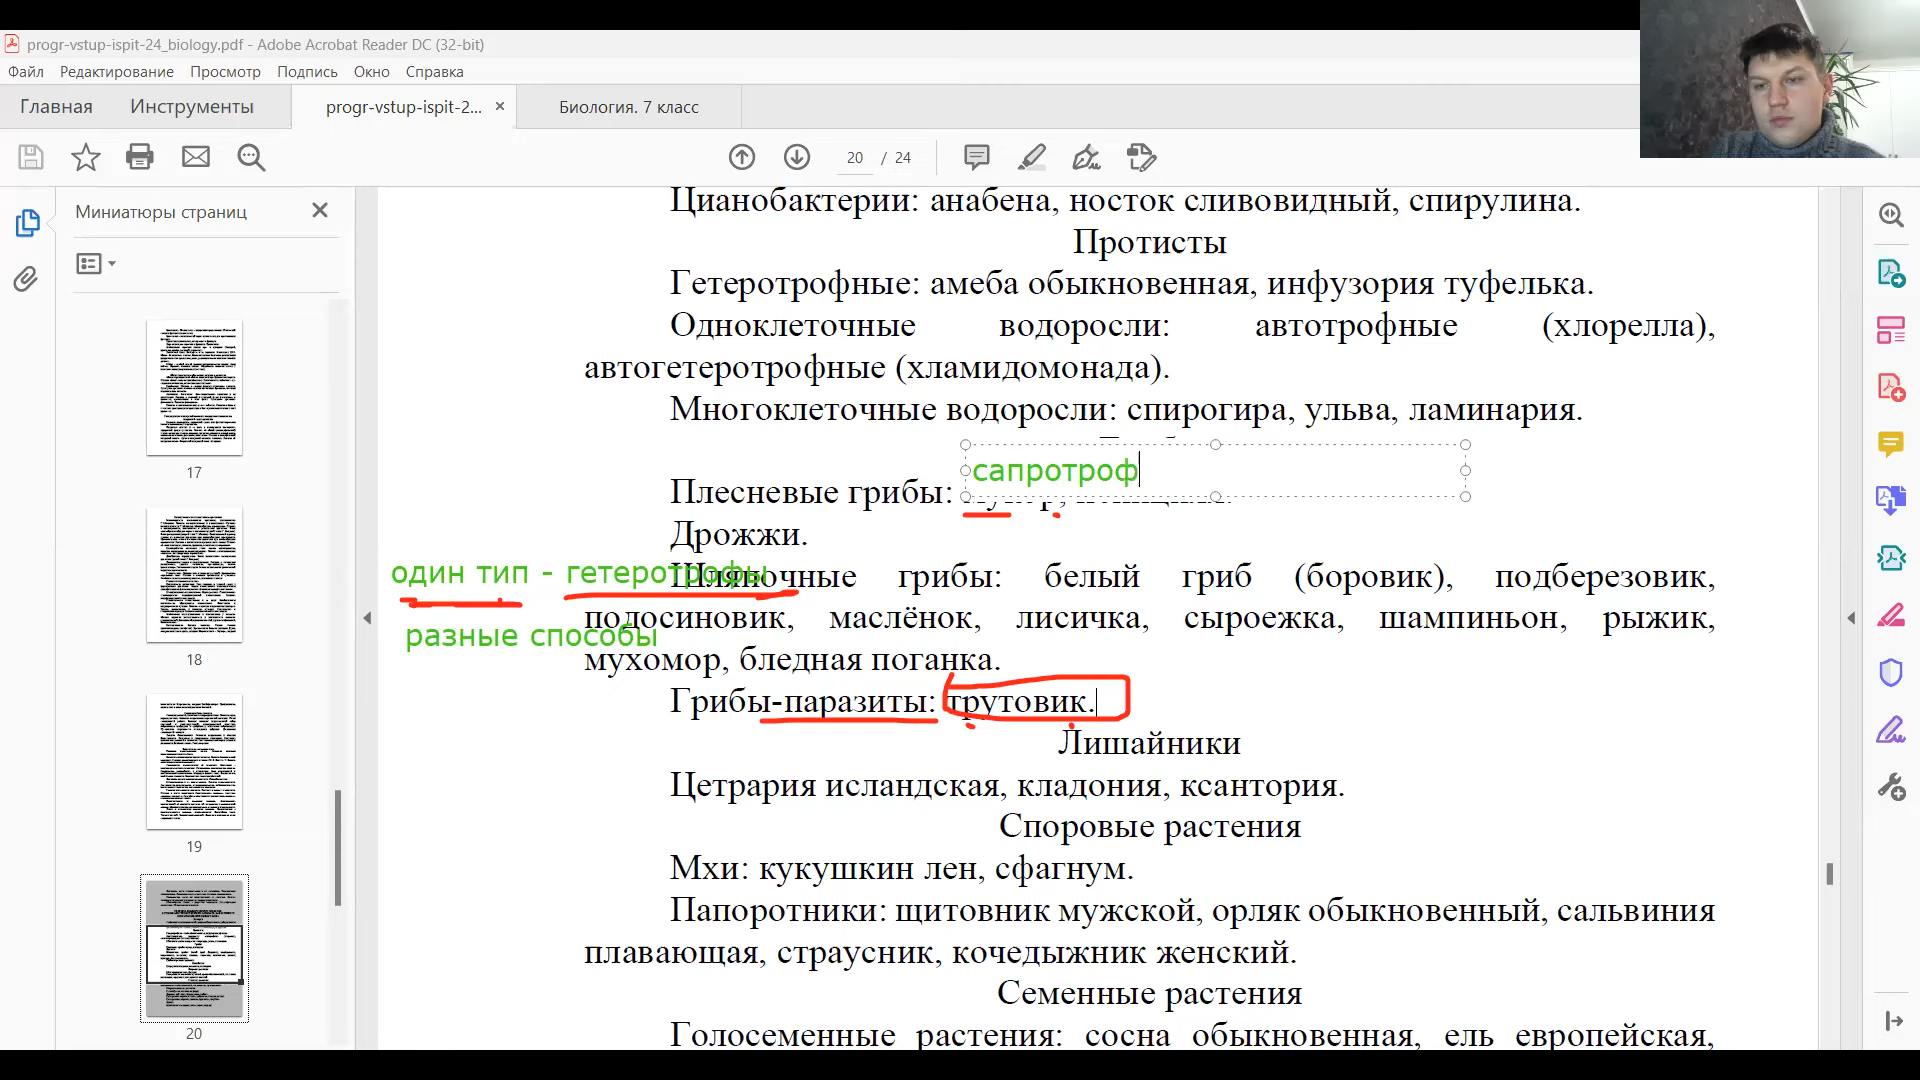 progr-vstup-ispit-24_biology.pdf - Adobe Acrobat Reader DC (32-bit)
Файл Редактирование Просмотр Подпись Окно Справка
Главная Инструменты progr-vstup-ispit-2... × Биология. 7 класс
20 / 24
Миниатюры страниц
17
18
19
20
Цианобактерии: анабена, носток сливовидный, спирулина.
Протисты
Гетеротрофные: амеба обыкновенная, инфузория туфелька.
Одноклеточные водоросли: автотрофные (хлорелла),
автогетеротрофные (хламидомонада).
Многоклеточные водоросли: спирогира, ульва, ламинария.
сапротроф
Плесневые грибы:
Дрожжи.
один тип - гетеротрофы
Шляпочные грибы: белый гриб (боровик), подберезовик,
подосиновик, маслёнок, лисичка, сыроежка, шампиньон, рыжик,
разные способы
мухомор, бледная поганка.
Грибы-паразиты: трутовик.
Лишайники
Цетрария исландская, кладония, ксантория.
Споровые растения
Мхи: кукушкин лен, сфагнум.
Папоротники: щитовник мужской, орляк обыкновенный, сальвиния
плавающая, страусник, кочедыжник женский.
Семенные растения
Голосеменные растения: сосна обыкновенная, ель европейская,